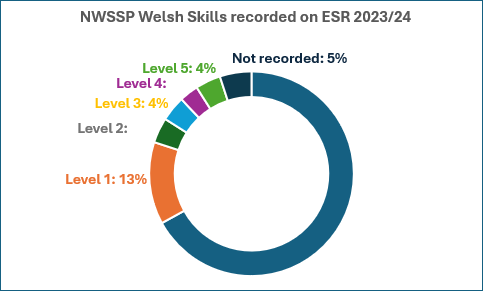 NWSSP Welsh Skills recorded on ESR 2023/24
Not recorded: 5%
Level 5: 4%
Level 4:
Level 3: 4%
Level 2:
Level 1: 13%